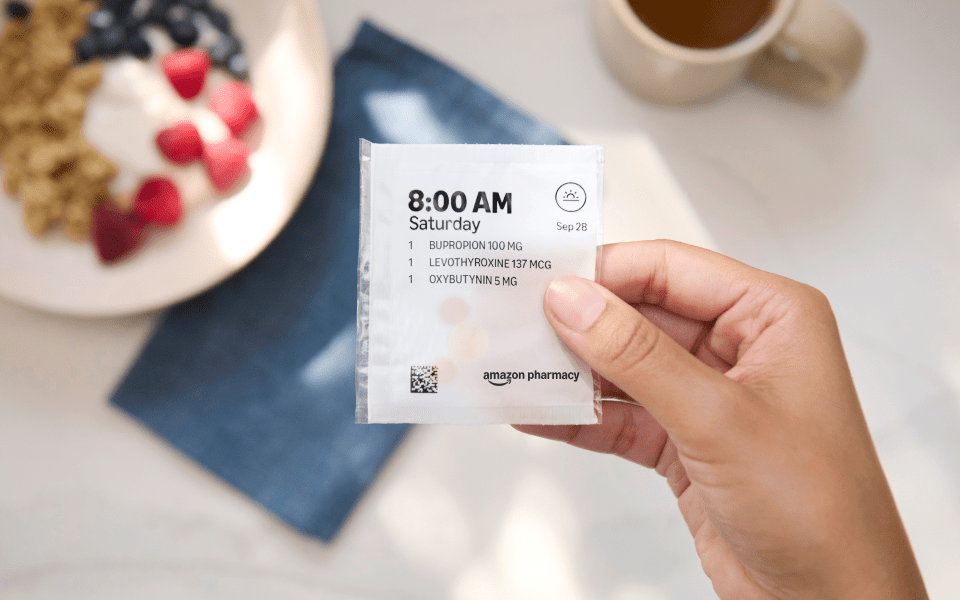 8:00 AM
Saturday
Sep 28
1 BUPROPION 100 MG
1 LEVOTHYROXINE 137 MCG
1 OXYBUTYNIN 5 MG
amazon pharmacy